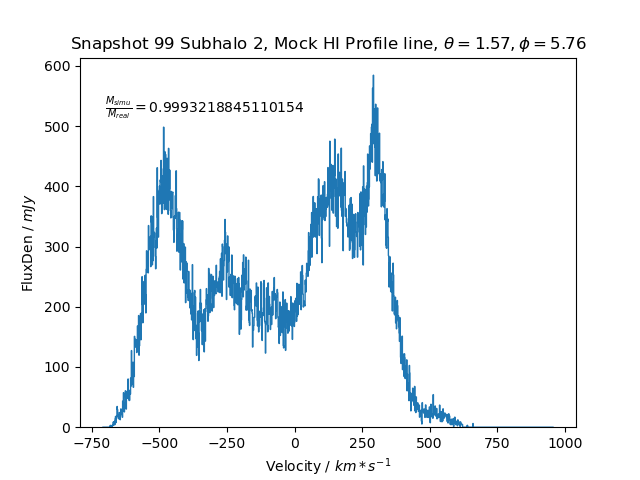 Snapshot 99 Subhalo 2, Mock HI Profile line, θ = 1.57, ϕ = 5.76
M_simu/M_real = 0.9993218845110154
FluxDen / mJy
600
500
400
300
200
100
0
−750 −500 −250 0 250 500 750 1000
Velocity / km * s⁻¹